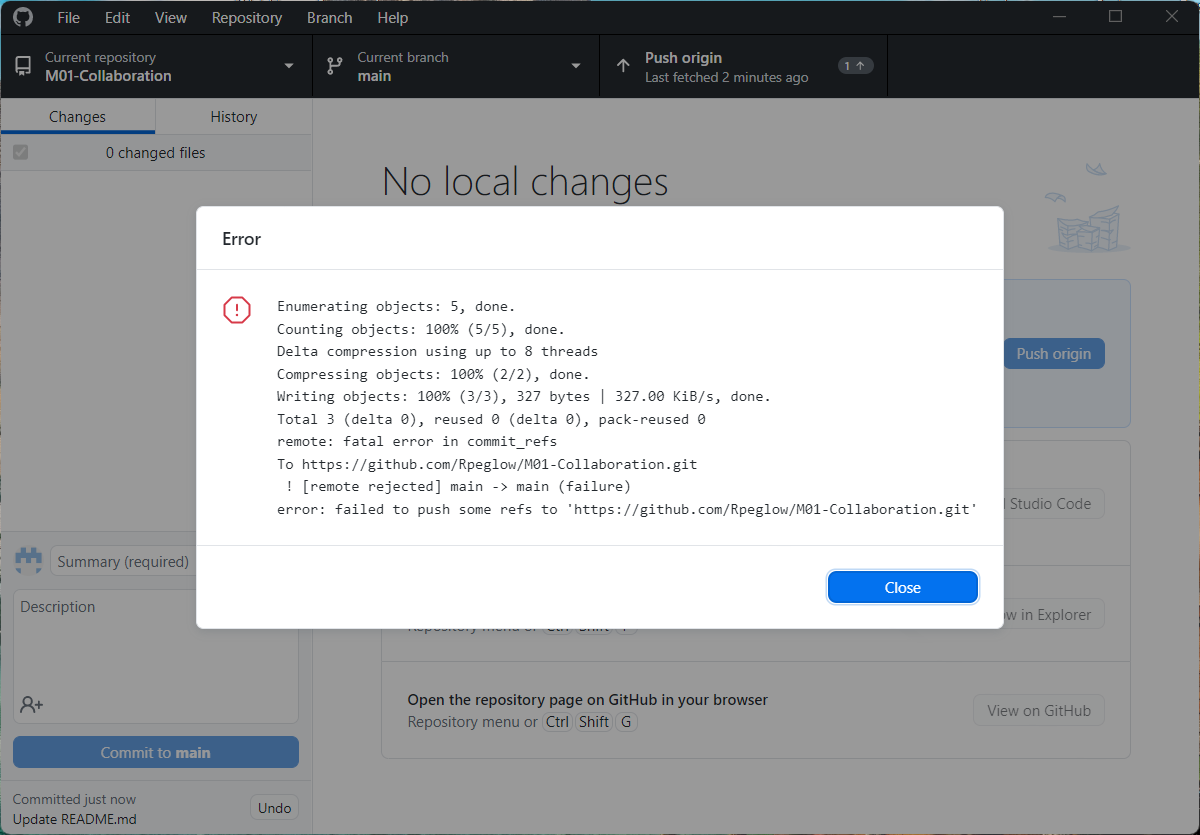 File Edit View Repository Branch Help
Current repository
M01-Collaboration
Current branch
main
Push origin
Last fetched 2 minutes ago
1
Changes
History
0 changed files
No local changes
Error
Enumerating objects: 5, done.
Counting objects: 100% (5/5), done.
Delta compression using up to 8 threads
Compressing objects: 100% (2/2), done.
Writing objects: 100% (3/3), 327 bytes | 327.00 KiB/s, done.
Total 3 (delta 0), reused 0 (delta 0), pack-reused 0
remote: fatal error in commit_refs
To https://github.com/Rpeglow/M01-Collaboration.git
! [remote rejected] main -> main (failure)
error: failed to push some refs to 'https://github.com/Rpeglow/M01-Collaboration.git'
Close
Push origin
Studio Code
in Explorer
Repository menu or Ctrl Shift F
Open the repository page on GitHub in your browser
Repository menu or Ctrl Shift G
View on GitHub
Summary (required)
Description
Commit to main
Committed just now
Update README.md
Undo